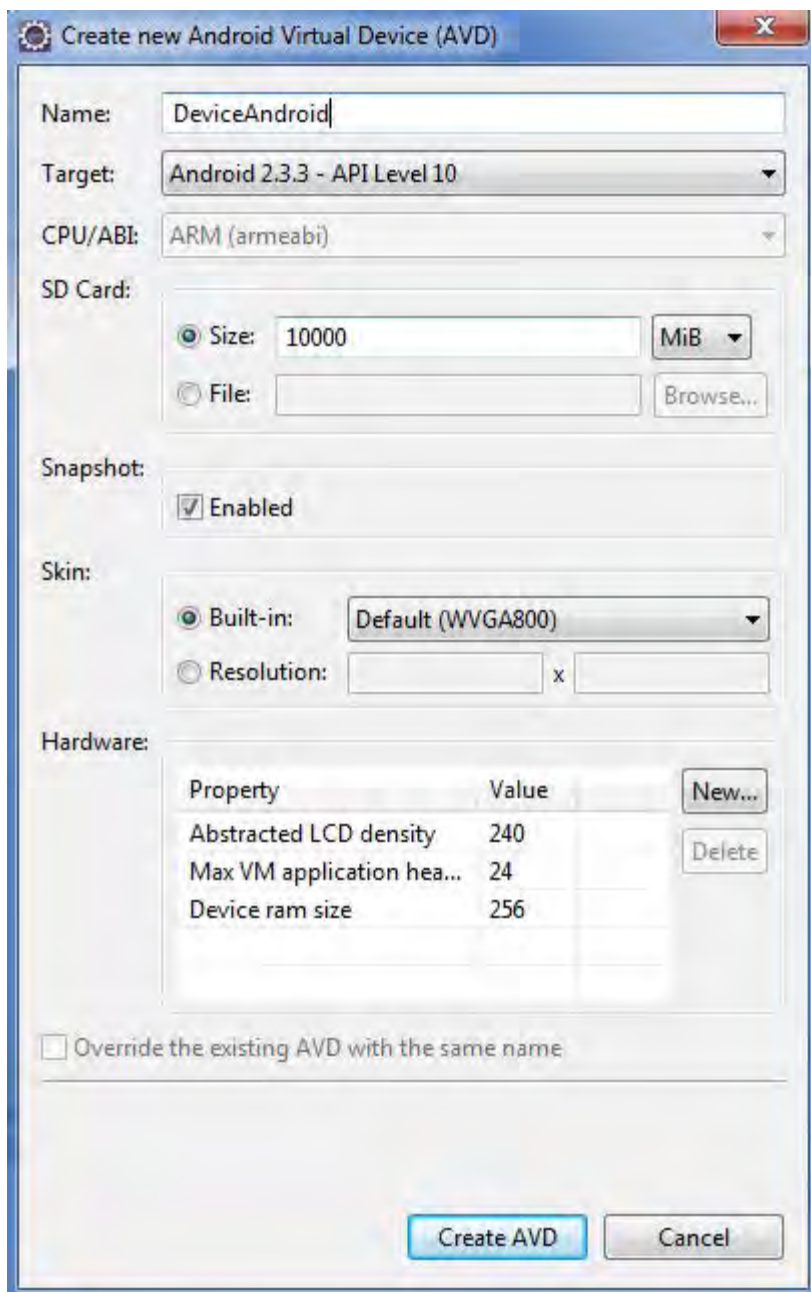 Create new Android Virtual Device (AVD)
Name: DeviceAndroid
Target: Android 2.3.3 - API Level 10
CPU/ABI: ARM (armeabi)
SD Card:
Size: 10000 MiB
File: Browse...
Snapshot:
Enabled
Skin:
Built-in: Default (WVGA800)
Resolution: x
Hardware:
Property Value New...
Abstracted LCD density 240
Delete
Max VM application hea... 24
Device ram size 256
Override the existing AVD with the same name
Create AVD Cancel